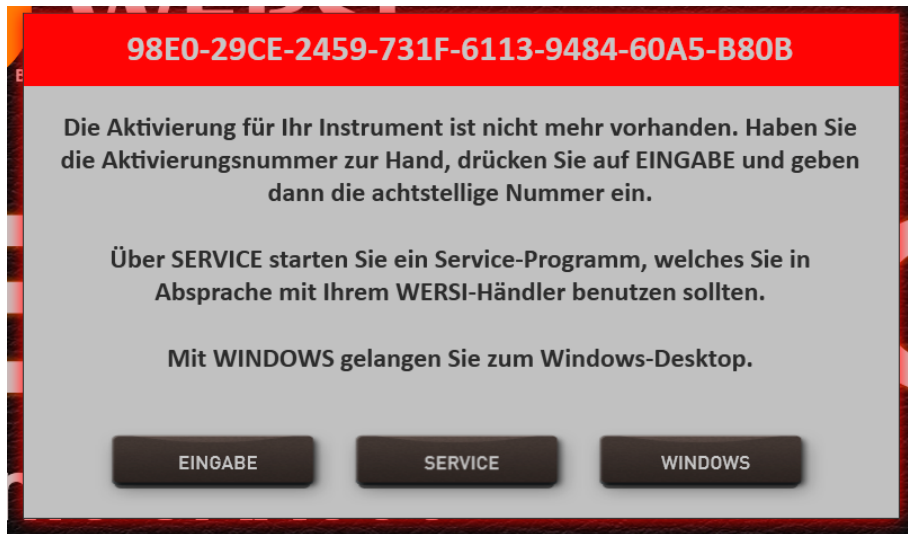 98E0-29CE-2459-731F-6113-9484-60A5-B80B
Die Aktivierung für Ihr Instrument ist nicht mehr vorhanden. Haben Sie
die Aktivierungsnummer zur Hand, drücken Sie auf EINGABE und geben
dann die achtstellige Nummer ein.
Über SERVICE starten Sie ein Service-Programm, welches Sie in
Absprache mit Ihrem WERSI-Händler benutzen sollten.
Mit WINDOWS gelangen Sie zum Windows-Desktop.
EINGABE SERVICE WINDOWS